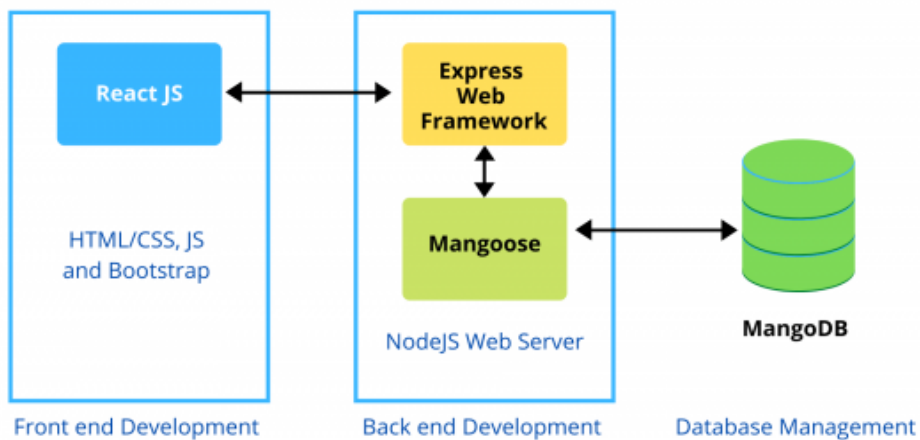 React JS
HTML/CSS, JS
and Bootstrap
Front end Development
Express
Web
Framework
Mangoose
NodeJS Web Server
Back end Development
MangoDB
Database Management